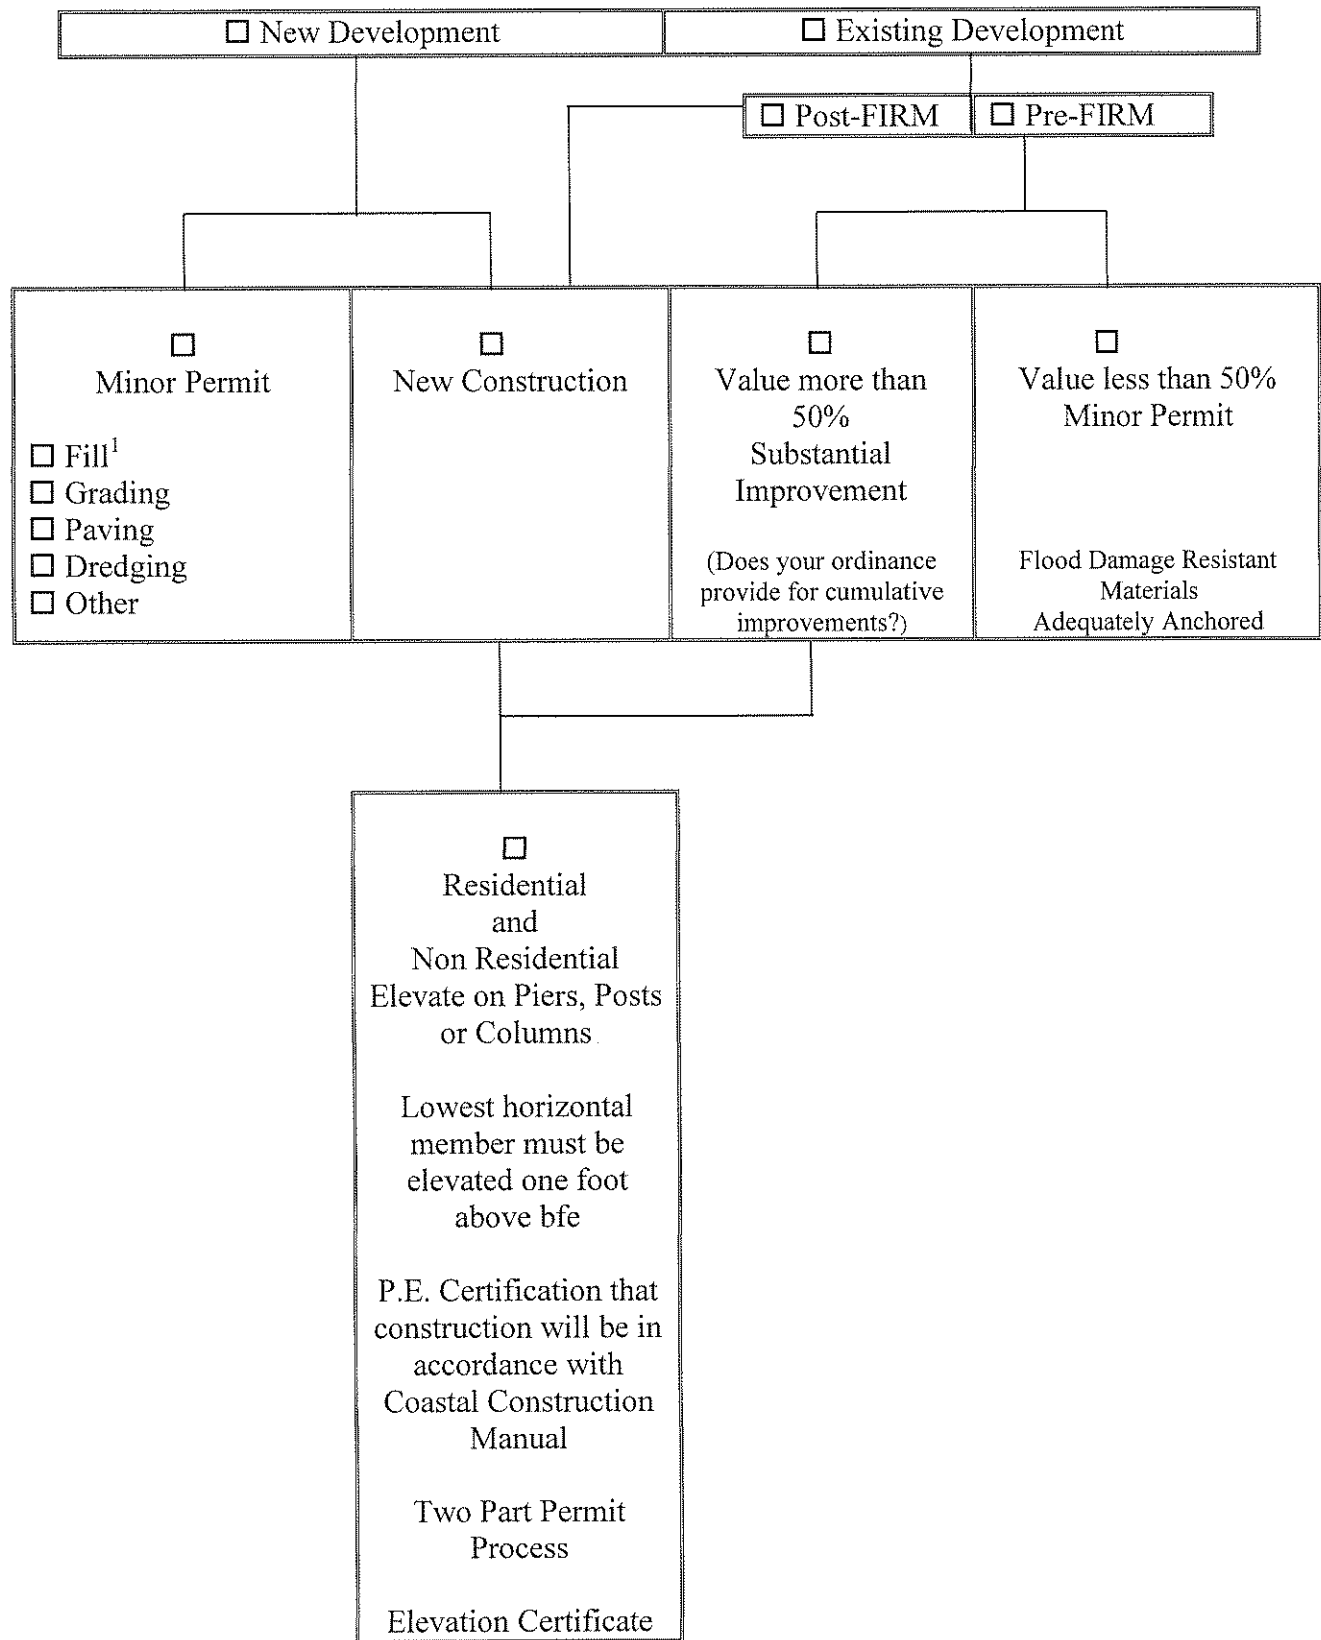 ☐ New Development
☐ Existing Development
☐ Post-FIRM
☐ Pre-FIRM
☐
Minor Permit
☐ Fill¹
☐ Grading
☐ Paving
☐ Dredging
☐ Other
☐
New Construction
☐
Value more than
50%
Substantial
Improvement
(Does your ordinance
provide for cumulative
improvements?)
☐
Value less than 50%
Minor Permit
Flood Damage Resistant
Materials
Adequately Anchored
☐
Residential
and
Non Residential
Elevate on Piers, Posts
or Columns
Lowest horizontal
member must be
elevated one foot
above bfe
P.E. Certification that
construction will be in
accordance with
Coastal Construction
Manual
Two Part Permit
Process
Elevation Certificate